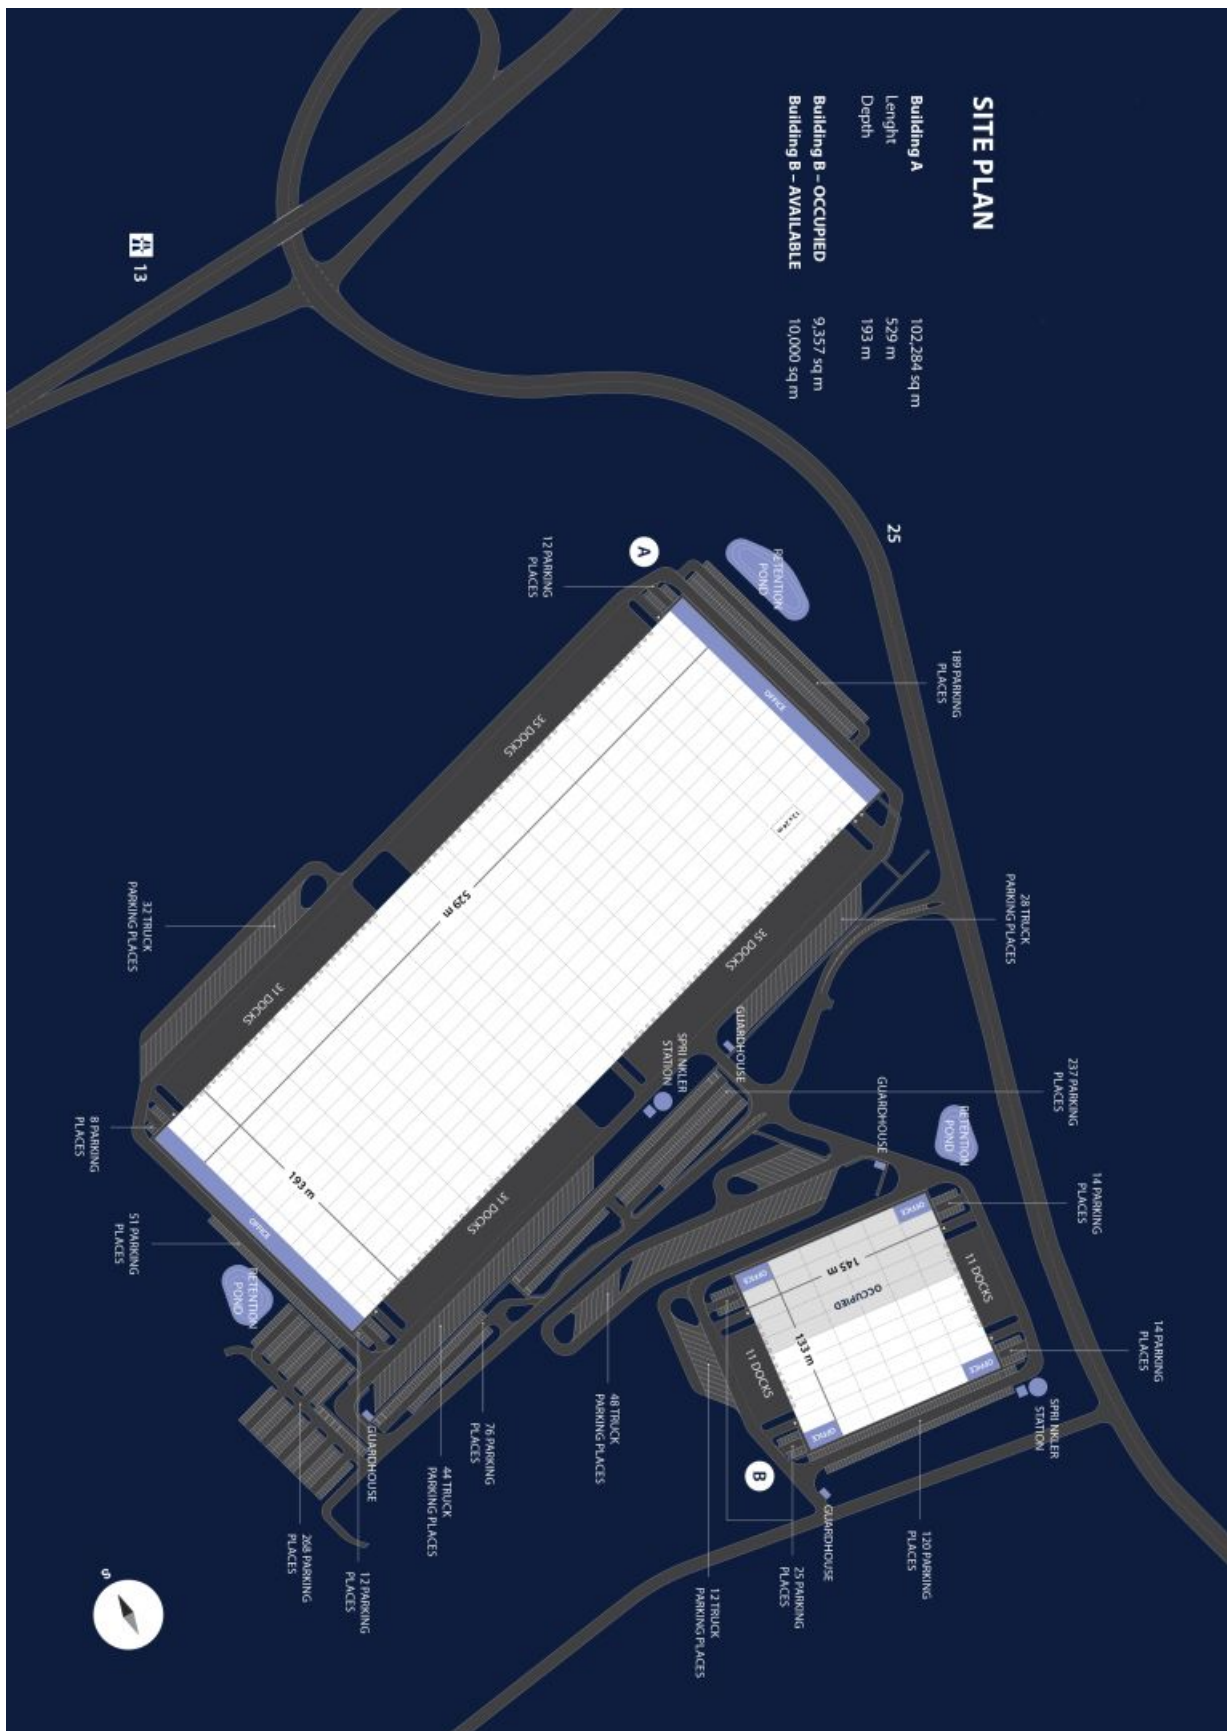 SITE PLAN
Building A 102,284 sq m
Lenght 529 m
Depth 193 m
Building B – OCCUPIED 9,357 sq m
Building B – AVAILABLE 10,000 sq m
13
25
A
12 PARKING
PLACES
RETENTION
POND
189 PARKING
PLACES
OFFICE
35 DOCKS
12 x 24 m
529 m
35 DOCKS
28 TRUCK
PARKING PLACES
32 TRUCK
PARKING PLACES
31 DOCKS
GUARDHOUSE
SPRINKLER
STATION
237 PARKING
PLACES
GUARDHOUSE
RETENTION
POND
14 PARKING
PLACES
8 PARKING
PLACES
193 m
31 DOCKS
OFFICE
51 PARKING
PLACES
RETENTION
POND
OFFICE
145 m
OCCUPIED
OFFICE
11 DOCKS
133 m
11 DOCKS
OFFICE
OFFICE
14 PARKING
PLACES
SPRINKLER
STATION
48 TRUCK
PARKING PLACES
76 PARKING
PLACES
44 TRUCK
PARKING PLACES
GUARDHOUSE
B
GUARDHOUSE
120 PARKING
PLACES
25 PARKING
PLACES
12 TRUCK
PARKING PLACES
12 PARKING
PLACES
268 PARKING
PLACES
S